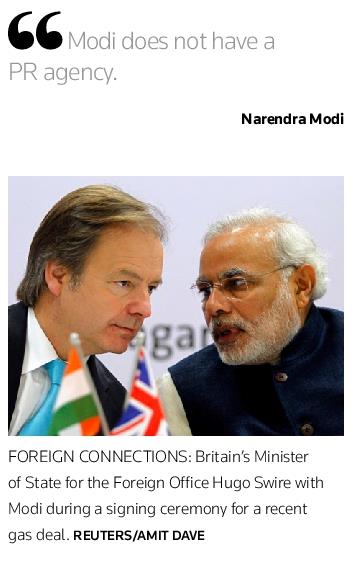 “Modi does not have a
PR agency.
Narendra Modi
agar
FOREIGN CONNECTIONS: Britain’s Minister
of State for the Foreign Office Hugo Swire with
Modi during a signing ceremony for a recent
gas deal. REUTERS/AMIT DAVE